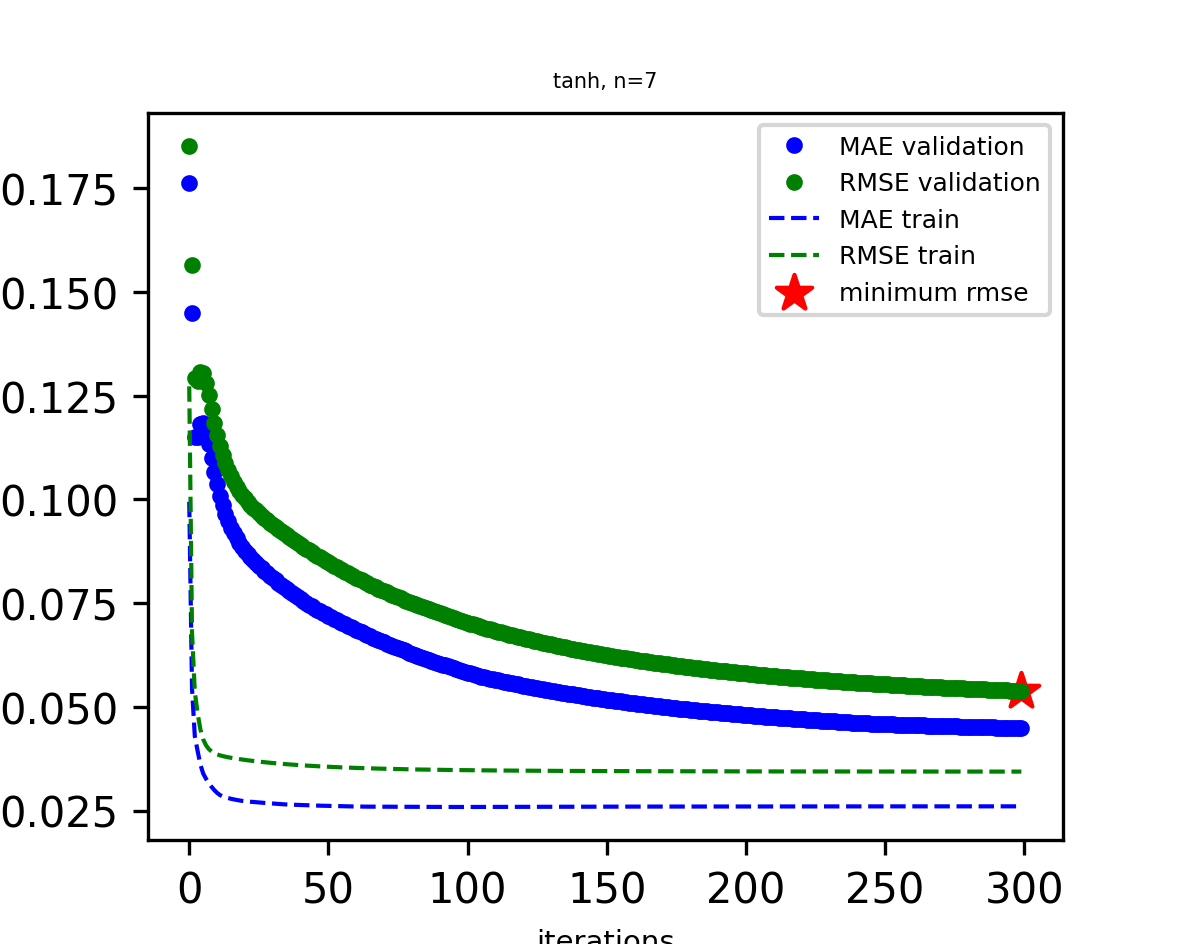 tanh, n=7
MAE validation
RMSE validation
MAE train
RMSE train
minimum rmse
0.175
0.150
0.125
0.100
0.075
0.050
0.025
0 50 100 150 200 250 300
iterations